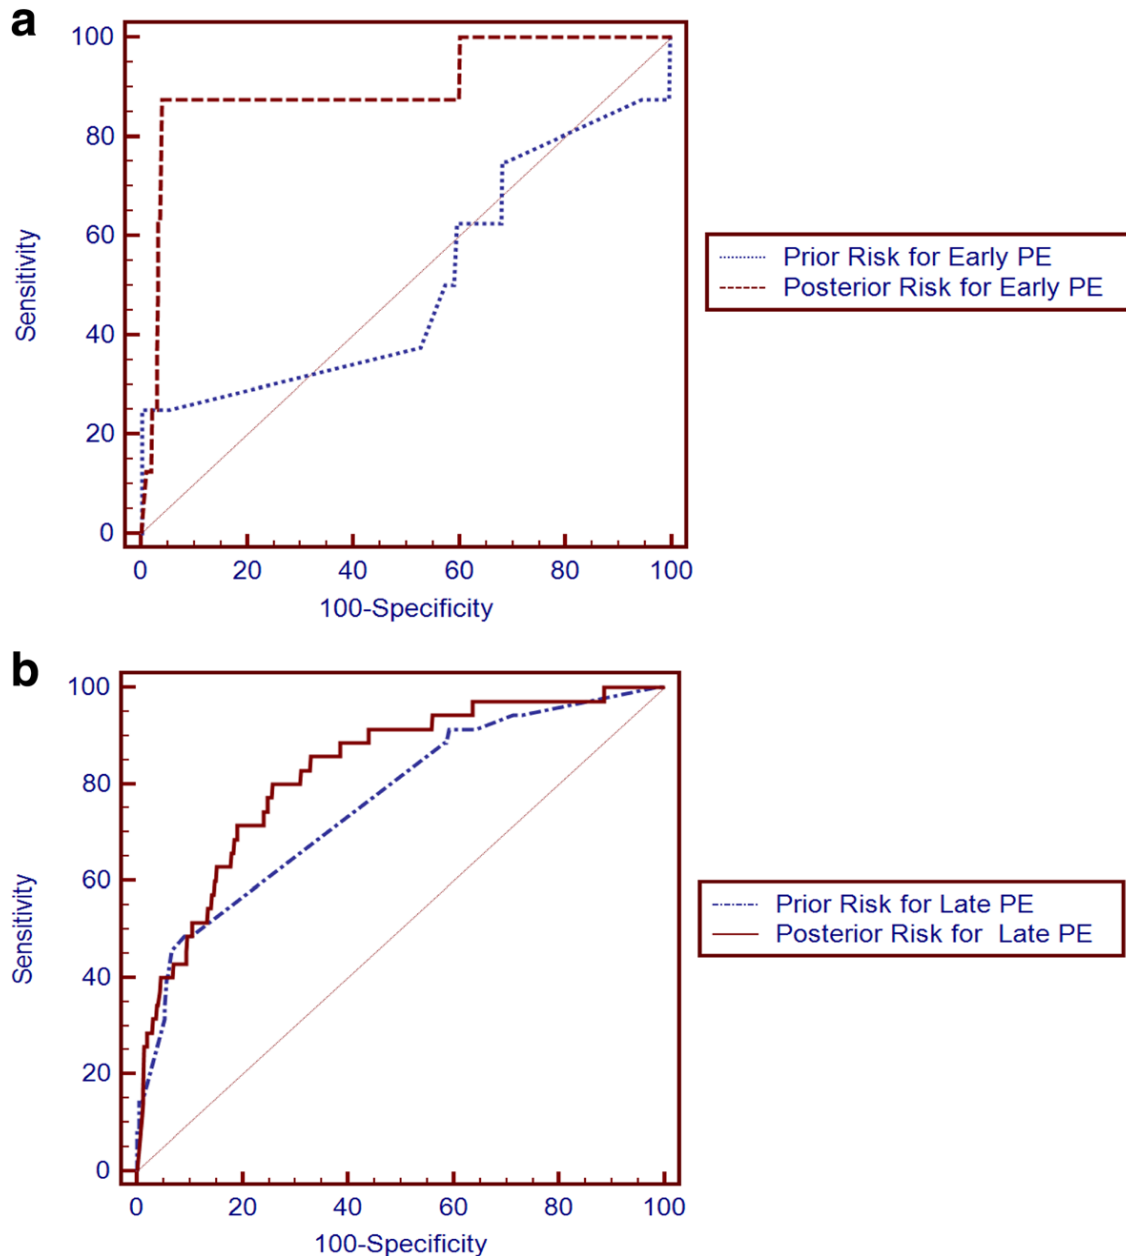 a
100
80
60
40
20
0
Sensitivity
0 20 40 60 80 100
100-Specificity
Prior Risk for Early PE
Posterior Risk for Early PE
b
100
80
60
40
20
0
Sensitivity
0 20 40 60 80 100
100-Specificity
Prior Risk for Late PE
Posterior Risk for Late PE